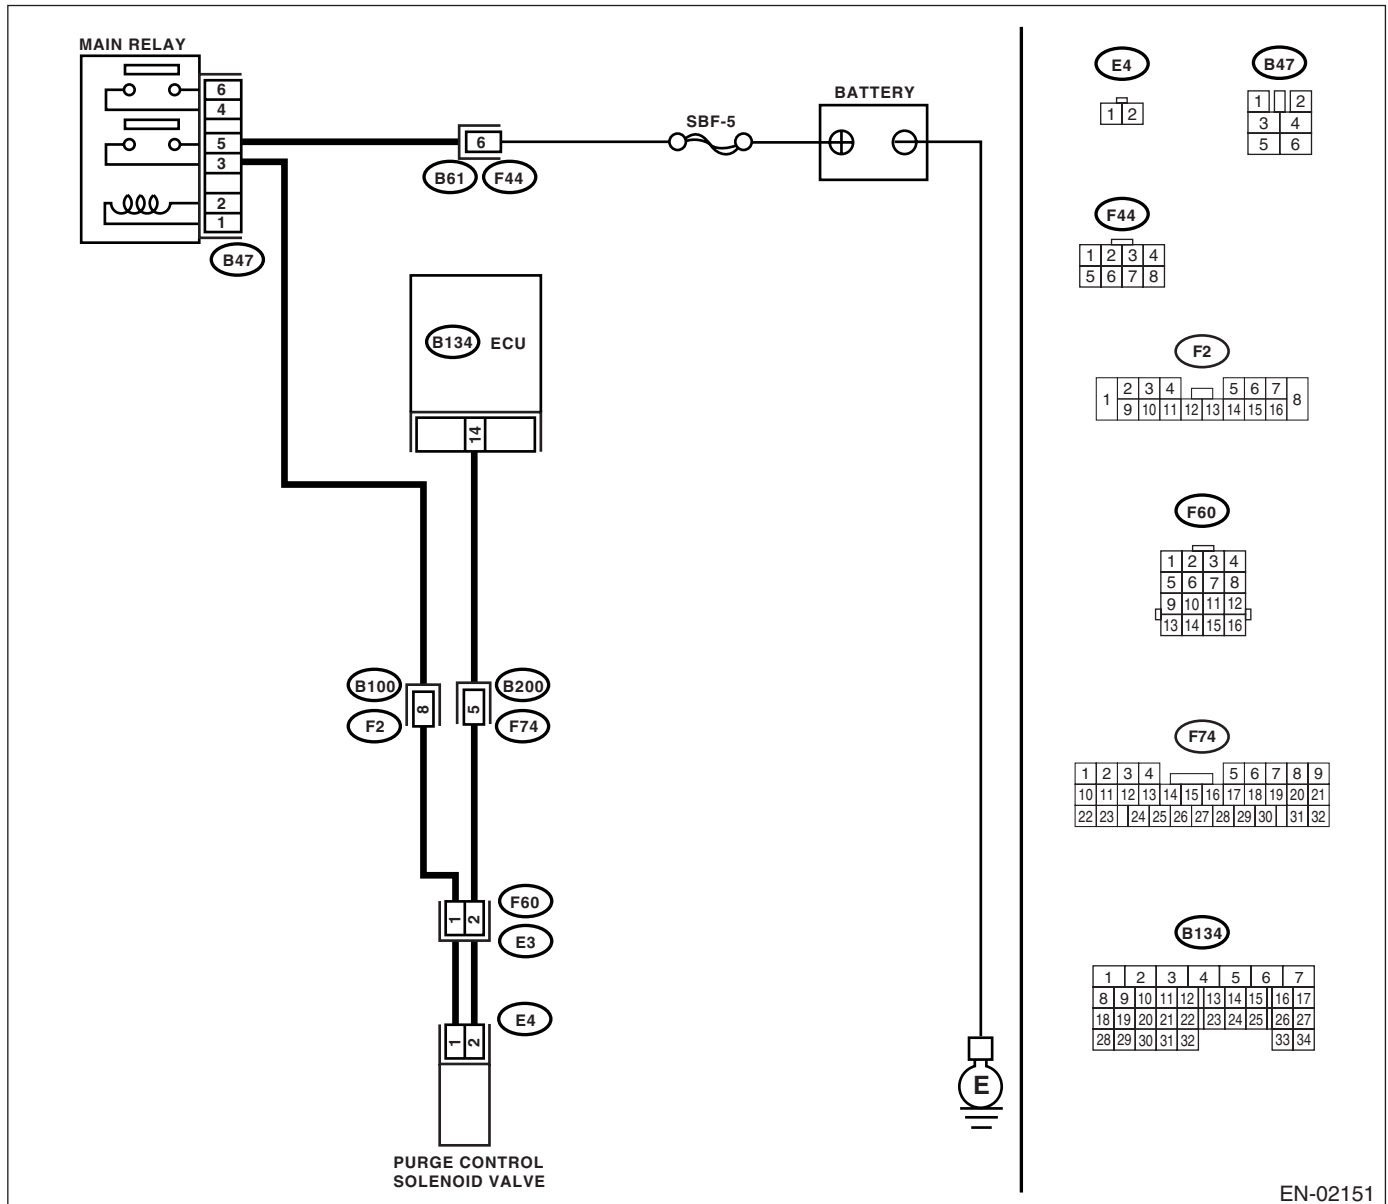 MAIN RELAY
6
4
5
3
2
1
B47
6
B61 F44
SBF-5
BATTERY
B134 ECU
14
B100
F2
8
5
B200
F74
1 2
F60
E3
E4
1 2
PURGE CONTROL
SOLENOID VALVE
E
E4
1 2
B47
1 2
3 4
5 6
F44
1 2 3 4
5 6 7 8
F2
1 2 3 4 5 6 7 8
9 10 11 12 13 14 15 16
F60
1 2 3 4
5 6 7 8
9 10 11 12
13 14 15 16
F74
1 2 3 4 5 6 7 8 9
10 11 12 13 14 15 16 17 18 19 20 21
22 23 24 25 26 27 28 29 30 31 32
B134
1 2 3 4 5 6 7
8 9 10 11 12 13 14 15 16 17
18 19 20 21 22 23 24 25 26 27
28 29 30 31 32 33 34
EN-02151